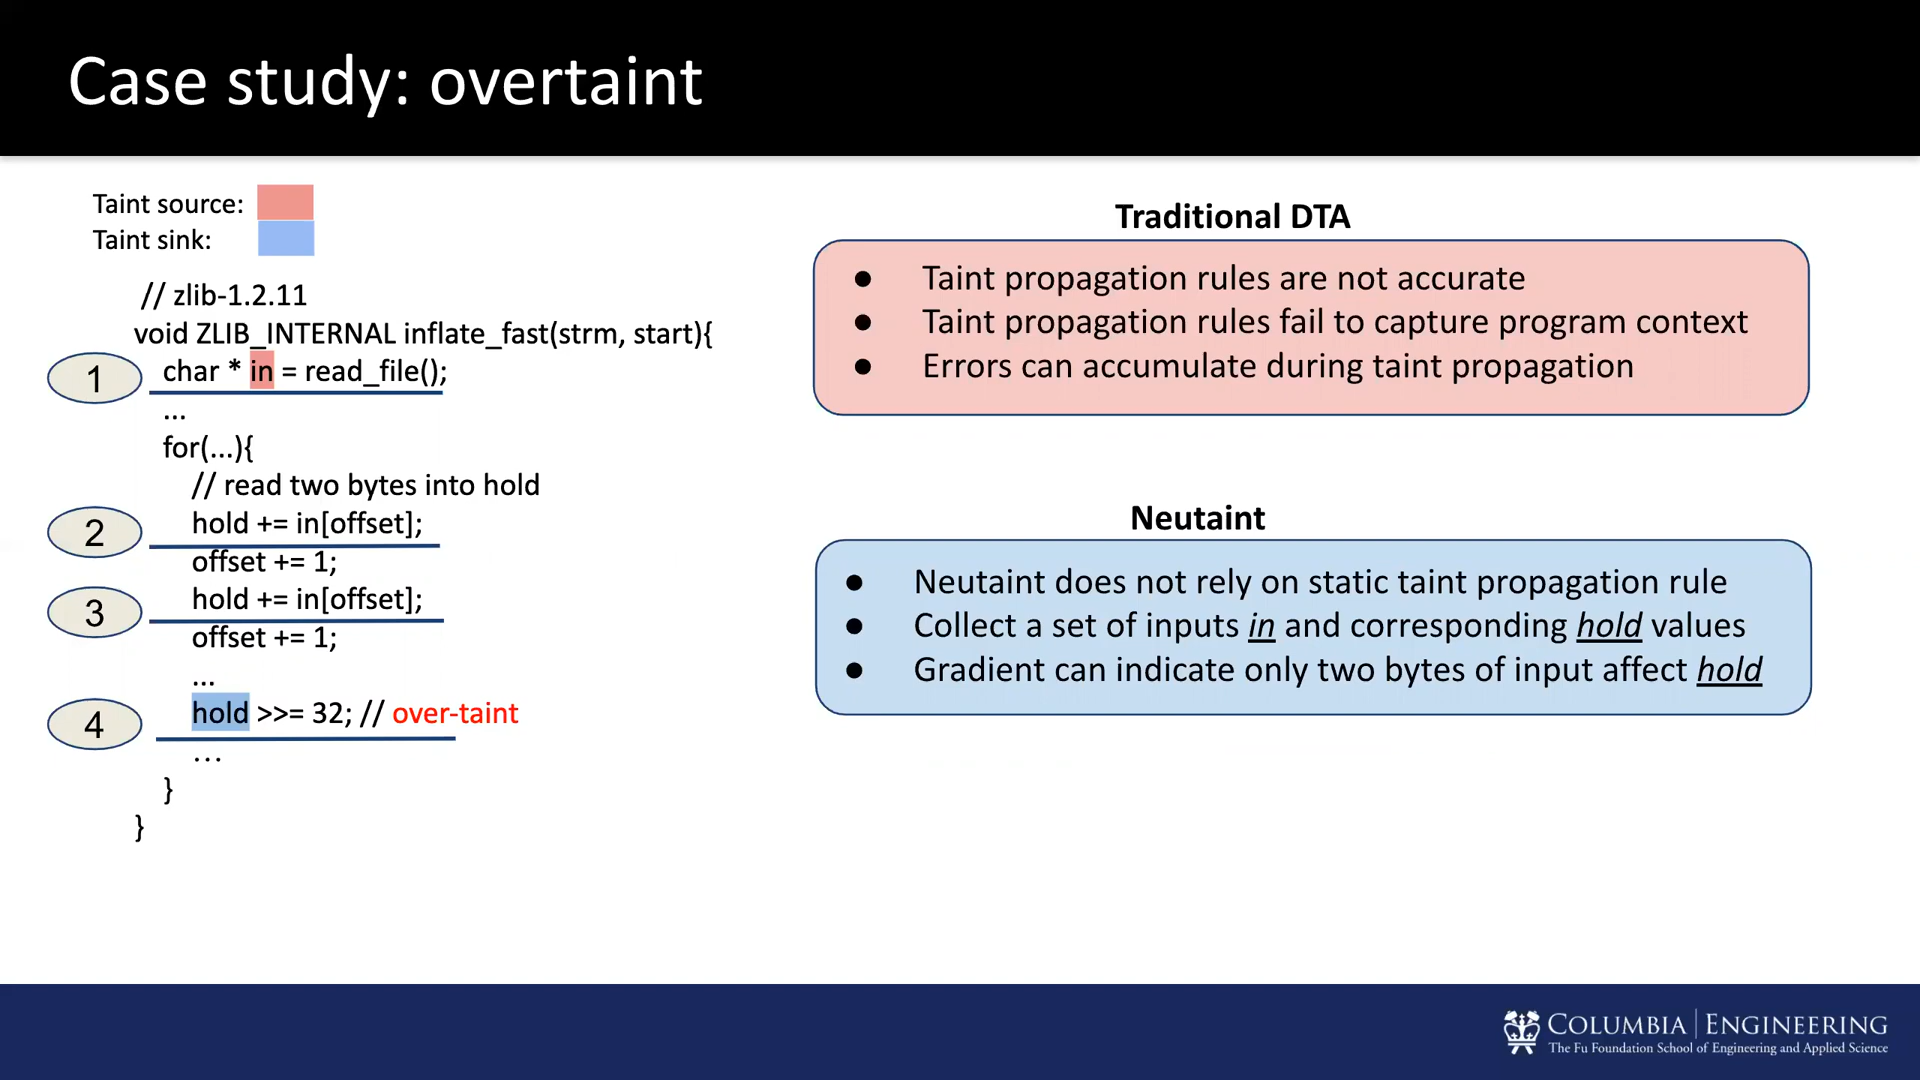 Case study: overtaint
Taint source:
Taint sink:
// zlib-1.2.11
void ZLIB_INTERNAL inflate_fast(strm, start){
1
char * in = read_file();
...
for(...){
// read two bytes into hold
2
hold += in[offset];
offset += 1;
3
hold += in[offset];
offset += 1;
...
4
hold >>= 32; // over-taint
...
}
}
Traditional DTA
● Taint propagation rules are not accurate
● Taint propagation rules fail to capture program context
● Errors can accumulate during taint propagation
Neutaint
● Neutaint does not rely on static taint propagation rule
● Collect a set of inputs in and corresponding hold values
● Gradient can indicate only two bytes of input affect hold
COLUMBIA | ENGINEERING
The Fu Foundation School of Engineering and Applied Science